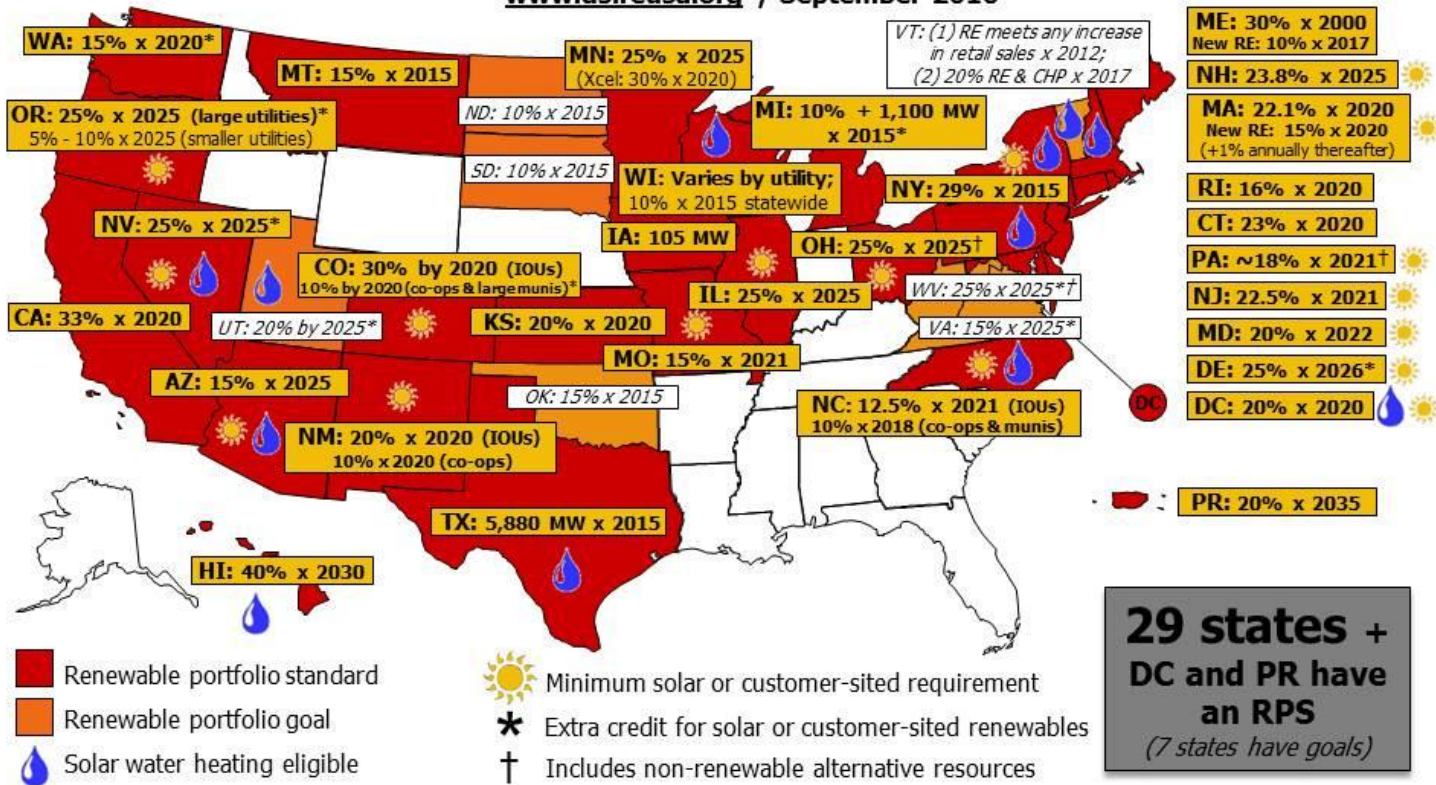 www.dsireusa.org / September 2010
WA: 15% x 2020*
MT: 15% x 2015
MN: 25% x 2025
(Xcel: 30% x 2020)
VT: (1) RE meets any increase
in retail sales x 2012;
(2) 20% RE & CHP x 2017
ME: 30% x 2000
New RE: 10% x 2017
NH: 23.8% x 2025
OR: 25% x 2025 (large utilities)*
5% - 10% x 2025 (smaller utilities)
ND: 10% x 2015
MI: 10% + 1,100 MW
x 2015*
MA: 22.1% x 2020
New RE: 15% x 2020
(+1% annually thereafter)
SD: 10% x 2015
WI: Varies by utility;
10% x 2015 statewide
NY: 29% x 2015
RI: 16% x 2020
NV: 25% x 2025*
IA: 105 MW
OH: 25% x 2025†
CT: 23% x 2020
CO: 30% by 2020 (IOUs)
10% by 2020 (co-ops & large munis)*
PA: ~18% x 2021†
IL: 25% x 2025
WV: 25% x 2025*†
NJ: 22.5% x 2021
CA: 33% x 2020
UT: 20% by 2025*
KS: 20% x 2020
VA: 15% x 2025*
MD: 20% x 2022
MO: 15% x 2021
AZ: 15% x 2025
DE: 25% x 2026*
OK: 15% x 2015
NC: 12.5% x 2021 (IOUs)
10% x 2018 (co-ops & munis)
DC
DC: 20% x 2020
NM: 20% x 2020 (IOUs)
10% x 2020 (co-ops)
PR: 20% x 2035
TX: 5,880 MW x 2015
HI: 40% x 2030
29 states +
DC and PR have
an RPS
(7 states have goals)
Renewable portfolio standard
Renewable portfolio goal
Solar water heating eligible
Minimum solar or customer-sited requirement
* Extra credit for solar or customer-sited renewables
† Includes non-renewable alternative resources